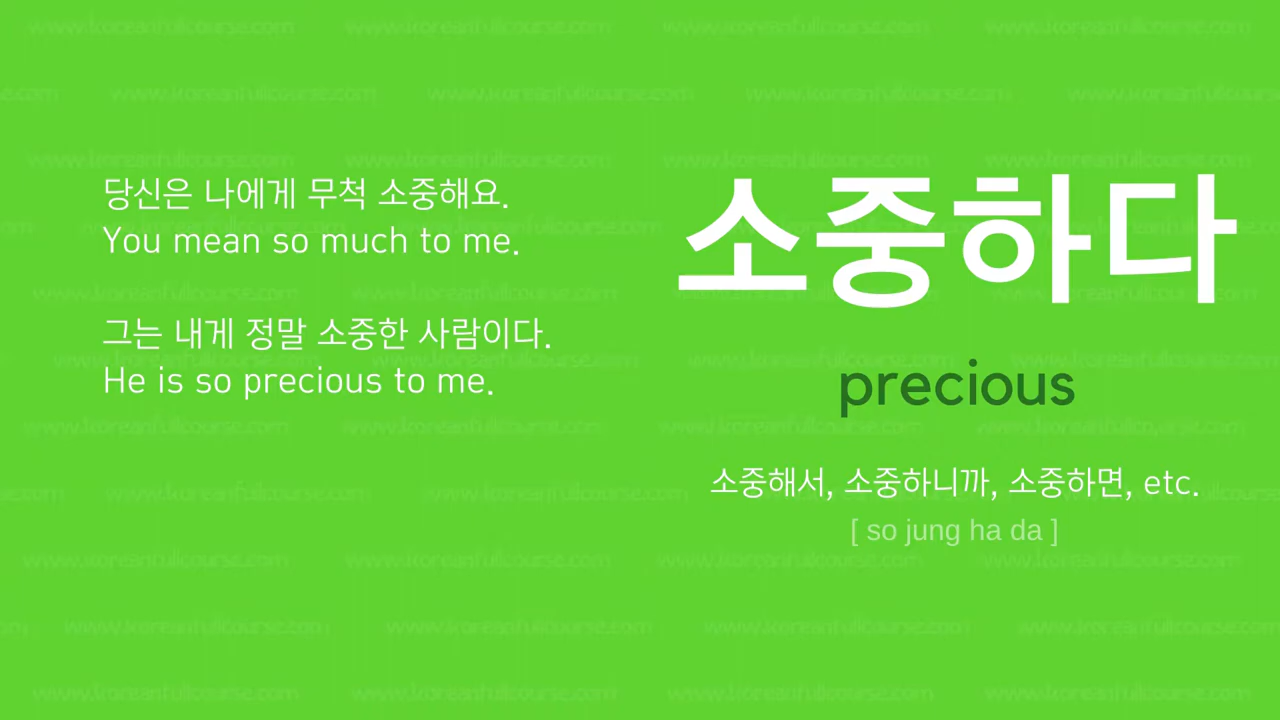 당신은 나에게 무척 소중해요.
You mean so much to me.
그는 내게 정말 소중한 사람이다.
He is so precious to me.
소중하다
precious
소중해서, 소중하니까, 소중하면, etc.
[ so jung ha da ]
www.koreanfullcourse.com